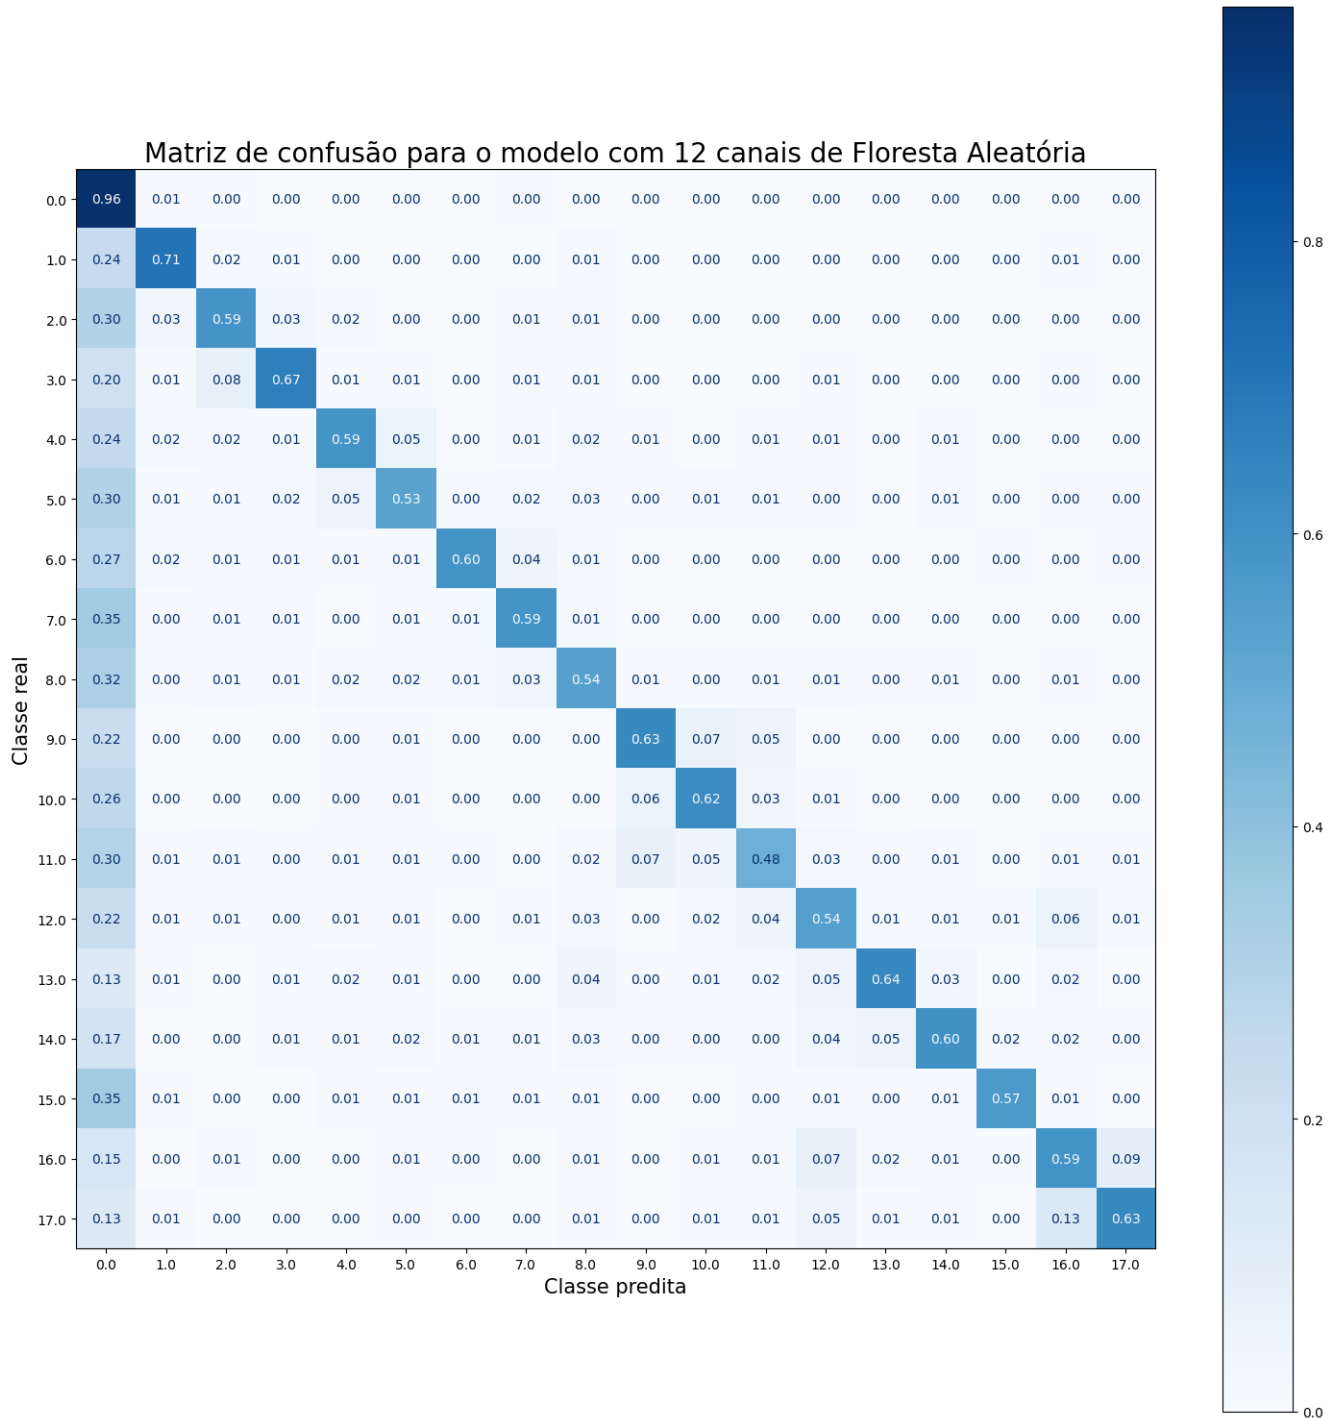 Matriz de confusão para o modelo com 12 canais de Floresta Aleatória
0.0 0.96 0.01 0.00 0.00 0.00 0.00 0.00 0.00 0.00 0.00 0.00 0.00 0.00 0.00 0.00 0.00 0.00 0.00
1.0 0.24 0.71 0.02 0.01 0.00 0.00 0.00 0.00 0.01 0.00 0.00 0.00 0.00 0.00 0.00 0.00 0.01 0.00
2.0 0.30 0.03 0.59 0.03 0.02 0.00 0.00 0.01 0.01 0.00 0.00 0.00 0.00 0.00 0.00 0.00 0.00 0.00
3.0 0.20 0.01 0.08 0.67 0.01 0.01 0.00 0.01 0.01 0.00 0.00 0.00 0.01 0.00 0.00 0.00 0.00 0.00
4.0 0.24 0.02 0.02 0.01 0.59 0.05 0.00 0.01 0.02 0.01 0.00 0.01 0.01 0.00 0.01 0.00 0.00 0.00
5.0 0.30 0.01 0.01 0.02 0.05 0.53 0.00 0.02 0.03 0.00 0.01 0.01 0.00 0.00 0.01 0.00 0.00 0.00
6.0 0.27 0.02 0.01 0.01 0.01 0.01 0.60 0.04 0.01 0.00 0.00 0.00 0.00 0.00 0.00 0.00 0.00 0.00
7.0 0.35 0.00 0.01 0.01 0.00 0.01 0.01 0.59 0.01 0.00 0.00 0.00 0.00 0.00 0.00 0.00 0.00 0.00
8.0 0.32 0.00 0.01 0.01 0.02 0.02 0.01 0.03 0.54 0.01 0.00 0.01 0.01 0.00 0.01 0.00 0.01 0.00
9.0 0.22 0.00 0.00 0.00 0.00 0.01 0.00 0.00 0.00 0.63 0.07 0.05 0.00 0.00 0.00 0.00 0.00 0.00
10.0 0.26 0.00 0.00 0.00 0.00 0.01 0.00 0.00 0.00 0.06 0.62 0.03 0.01 0.00 0.00 0.00 0.00 0.00
11.0 0.30 0.01 0.01 0.00 0.01 0.01 0.00 0.00 0.02 0.07 0.05 0.48 0.03 0.00 0.01 0.00 0.01 0.01
12.0 0.22 0.01 0.01 0.00 0.01 0.01 0.00 0.01 0.03 0.00 0.02 0.04 0.54 0.01 0.01 0.01 0.06 0.01
13.0 0.13 0.01 0.00 0.01 0.02 0.01 0.00 0.00 0.04 0.00 0.01 0.02 0.05 0.64 0.03 0.00 0.02 0.00
14.0 0.17 0.00 0.00 0.01 0.01 0.02 0.01 0.01 0.03 0.00 0.00 0.00 0.04 0.05 0.60 0.02 0.02 0.00
15.0 0.35 0.01 0.00 0.00 0.01 0.01 0.01 0.01 0.01 0.00 0.00 0.00 0.01 0.00 0.01 0.57 0.01 0.00
16.0 0.15 0.00 0.01 0.00 0.00 0.01 0.00 0.00 0.01 0.00 0.01 0.01 0.07 0.02 0.01 0.00 0.59 0.09
17.0 0.13 0.01 0.00 0.00 0.00 0.00 0.00 0.00 0.01 0.00 0.01 0.01 0.05 0.01 0.01 0.00 0.13 0.63
0.0 1.0 2.0 3.0 4.0 5.0 6.0 7.0 8.0 9.0 10.0 11.0 12.0 13.0 14.0 15.0 16.0 17.0
Classe real
Classe predita
0.8
0.6
0.4
0.2
0.0